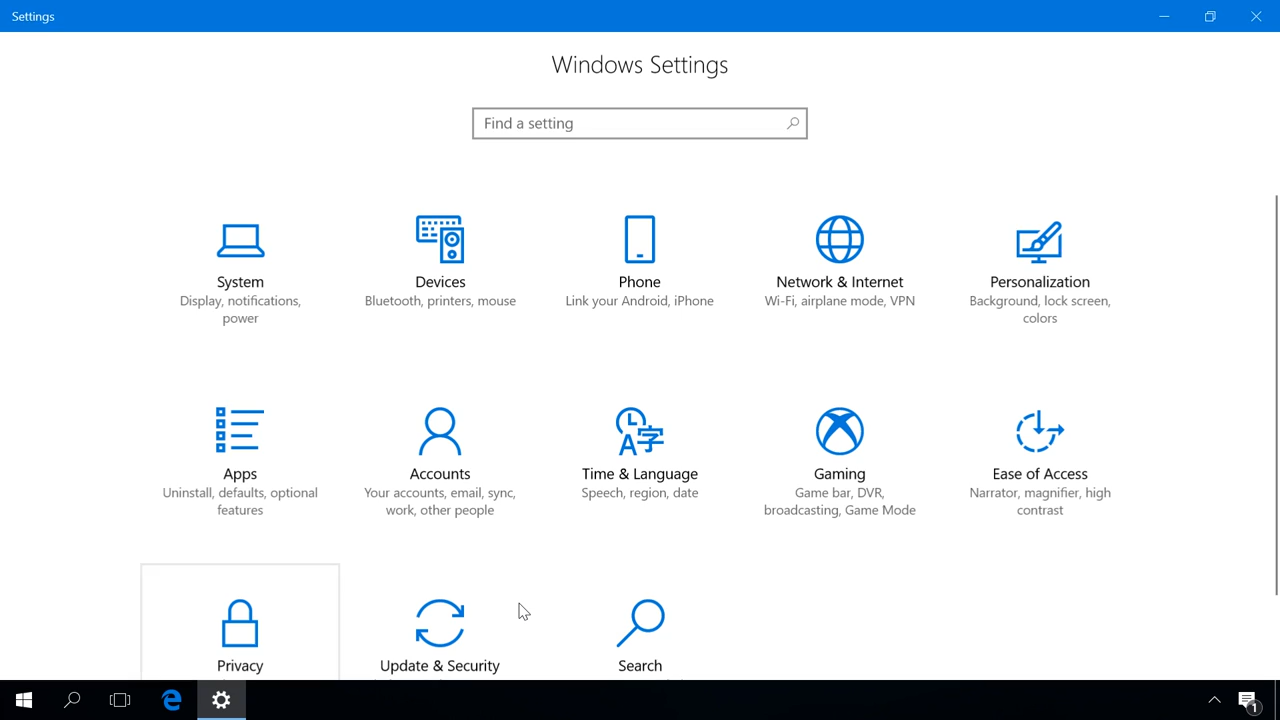 Settings
Windows Settings
Find a setting
System
Display, notifications,
power
Devices
Bluetooth, printers, mouse
Phone
Link your Android, iPhone
Network & Internet
Wi-Fi, airplane mode, VPN
Personalization
Background, lock screen,
colors
Apps
Uninstall, defaults, optional
features
Accounts
Your accounts, email, sync,
work, other people
Time & Language
Speech, region, date
Gaming
Game bar, DVR,
broadcasting, Game Mode
Ease of Access
Narrator, magnifier, high
contrast
Privacy
Update & Security
Search
1